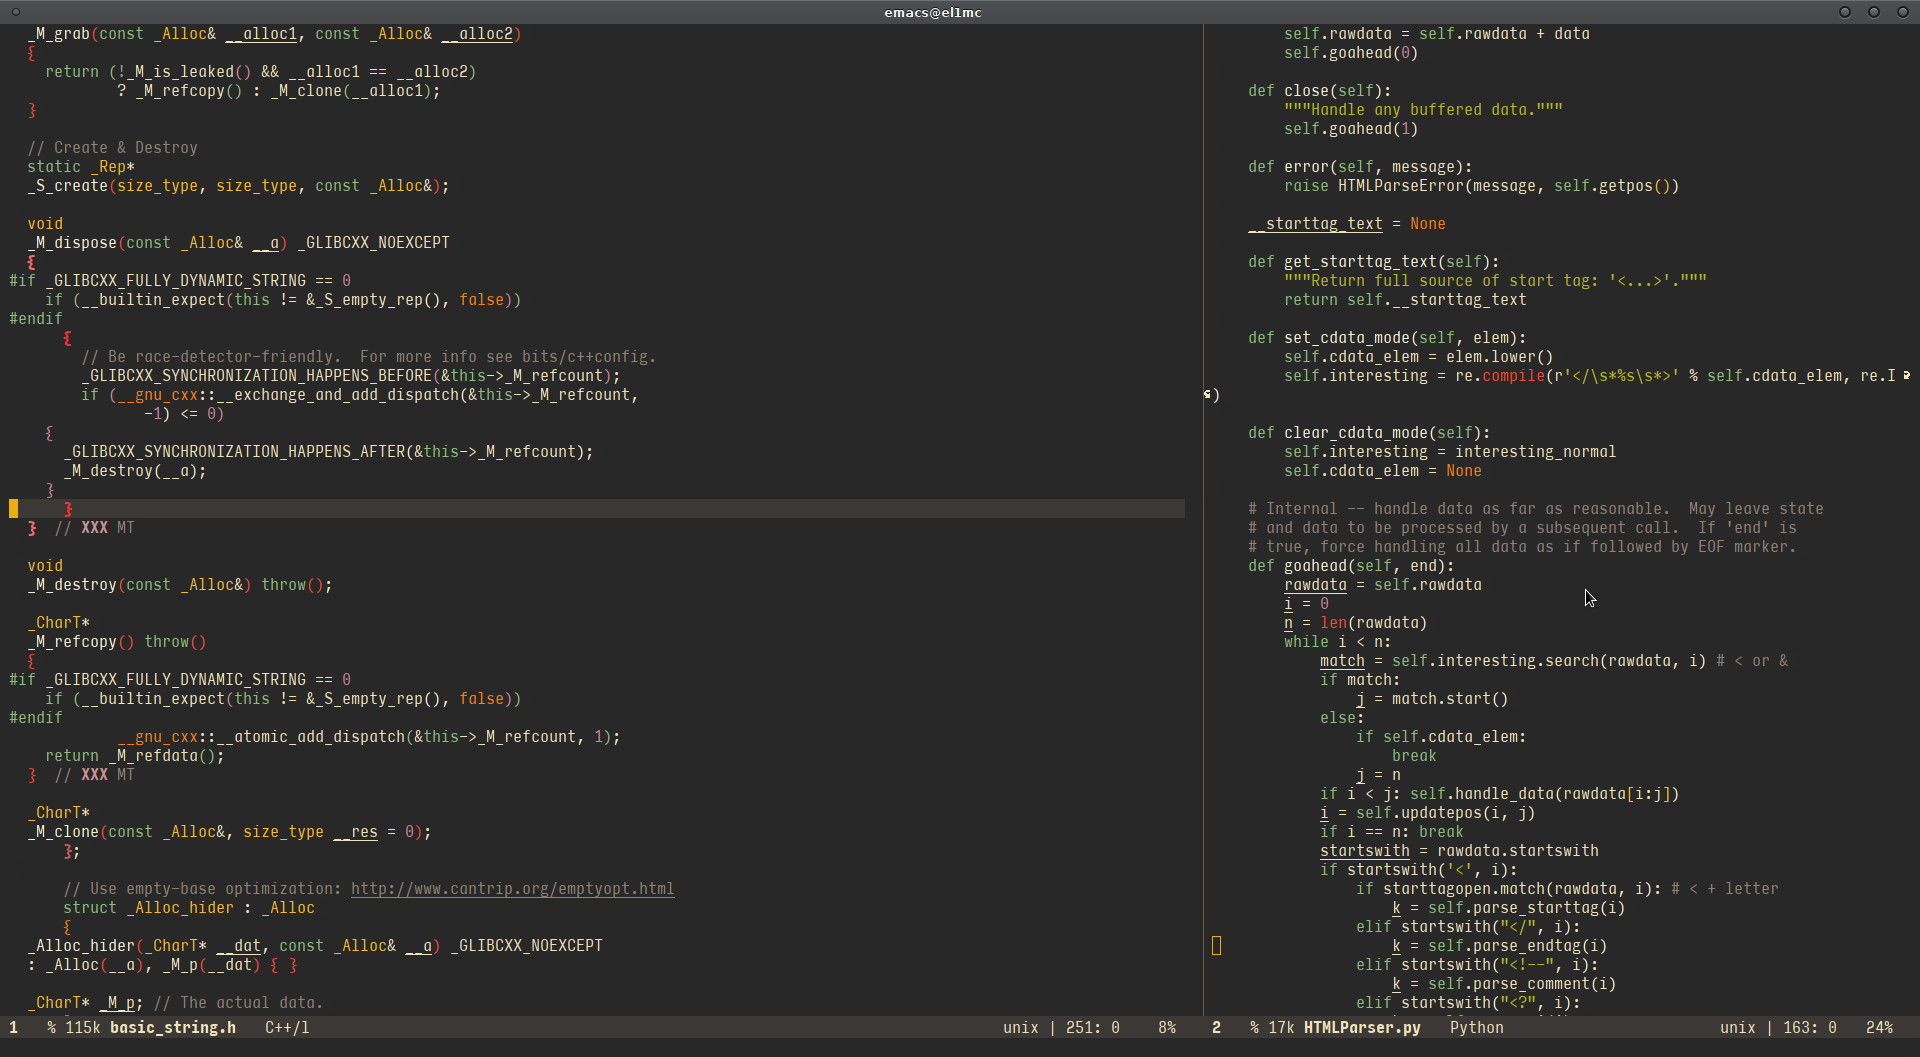 emacs@el1mc
_M_grab(const _Alloc& __alloc1, const _Alloc& __alloc2)
{
return (!_M_is_leaked() && __alloc1 == __alloc2)
? _M_refcopy() : _M_clone(__alloc1);
}
// Create & Destroy
static _Rep*
_S_create(size_type, size_type, const _Alloc&);
void
_M_dispose(const _Alloc& __a) _GLIBCXX_NOEXCEPT
{
#if _GLIBCXX_FULLY_DYNAMIC_STRING == 0
if (__builtin_expect(this != &_S_empty_rep(), false))
#endif
{
// Be race-detector-friendly.  For more info see bits/c++config.
_GLIBCXX_SYNCHRONIZATION_HAPPENS_BEFORE(&this->_M_refcount);
if (__gnu_cxx::__exchange_and_add_dispatch(&this->_M_refcount,
-1) <= 0)
{
_GLIBCXX_SYNCHRONIZATION_HAPPENS_AFTER(&this->_M_refcount);
_M_destroy(__a);
}
}
}  // XXX MT
void
_M_destroy(const _Alloc&) throw();
_CharT*
_M_refcopy() throw()
{
#if _GLIBCXX_FULLY_DYNAMIC_STRING == 0
if (__builtin_expect(this != &_S_empty_rep(), false))
#endif
__gnu_cxx::__atomic_add_dispatch(&this->_M_refcount, 1);
return _M_refdata();
}  // XXX MT
_CharT*
_M_clone(const _Alloc&, size_type __res = 0);
};
// Use empty-base optimization: http://www.cantrip.org/emptyopt.html
struct _Alloc_hider : _Alloc
{
_Alloc_hider(_CharT* __dat, const _Alloc& __a) _GLIBCXX_NOEXCEPT
: _Alloc(__a), _M_p(__dat) { }
_CharT* _M_p; // The actual data.
1 % 115k basic_string.h C++/l unix | 251: 0 8%
self.rawdata = self.rawdata + data
self.goahead(0)
def close(self):
"""Handle any buffered data."""
self.goahead(1)
def error(self, message):
raise HTMLParseError(message, self.getpos())
__starttag_text = None
def get_starttag_text(self):
"""Return full source of start tag: '<...>'."""
return self.__starttag_text
def set_cdata_mode(self, elem):
self.cdata_elem = elem.lower()
self.interesting = re.compile(r'</\s*%s\s*>' % self.cdata_elem, re.I
)
def clear_cdata_mode(self):
self.interesting = interesting_normal
self.cdata_elem = None
# Internal -- handle data as far as reasonable.  May leave state
# and data to be processed by a subsequent call.  If 'end' is
# true, force handling all data as if followed by EOF marker.
def goahead(self, end):
rawdata = self.rawdata
i = 0
n = len(rawdata)
while i < n:
match = self.interesting.search(rawdata, i) # < or &
if match:
j = match.start()
else:
if self.cdata_elem:
break
j = n
if i < j: self.handle_data(rawdata[i:j])
i = self.updatepos(i, j)
if i == n: break
startswith = rawdata.startswith
if startswith('<', i):
if starttagopen.match(rawdata, i): # < + letter
k = self.parse_starttag(i)
elif startswith("</", i):
k = self.parse_endtag(i)
elif startswith("<!--", i):
k = self.parse_comment(i)
elif startswith("<?", i):
2 % 17k HTMLParser.py Python unix | 163: 0 24%